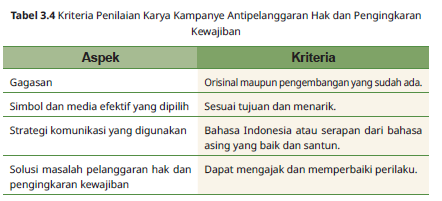 Tabel 3.4 Kriteria Penilaian Karya Kampanye Antipelanggaran Hak dan Pengingkaran
Kewajiban
Aspek Kriteria
Gagasan Orisinal maupun pengembangan yang sudah ada.
Simbol dan media efektif yang dipilih Sesuai tujuan dan menarik.
Strategi komunikasi yang digunakan Bahasa Indonesia atau serapan dari bahasa
asing yang baik dan santun.
Solusi masalah pelanggaran hak dan Dapat mengajak dan memperbaiki perilaku.
pengingkaran kewajiban